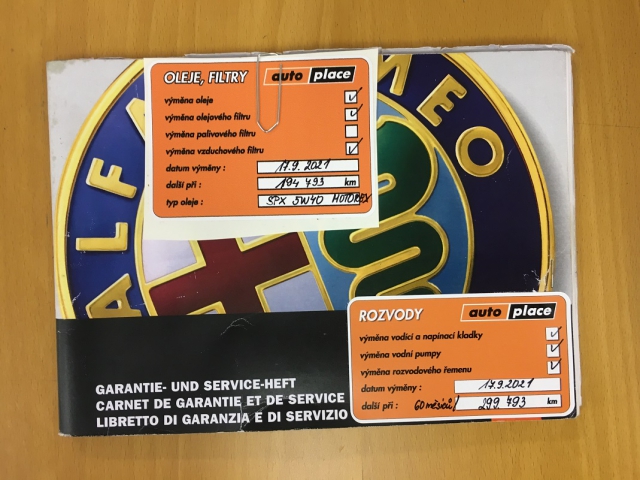 ALFA ROMEO
OLEJE, FILTRY auto place
výměna oleje ✓
výměna olejového filtru ✓
výměna palivového filtru
výměna vzduchového filtru ✓
datum výměny : 17.9.2021
další při : 194 793 km
typ oleje : SPX 5W40 MOTOREX
ROZVODY auto place
výměna vodící a napínací kladky ✓
výměna vodní pumpy ✓
výměna rozvodového řemenu ✓
datum výměny : 17.9.2021
další při : 60 měsíců/ 299 793 km
GARANTIE- UND SERVICE-HEFT
CARNET DE GARANTIE ET DE SERVICE
LIBRETTO DI GARANZIA E DI SERVIZIO